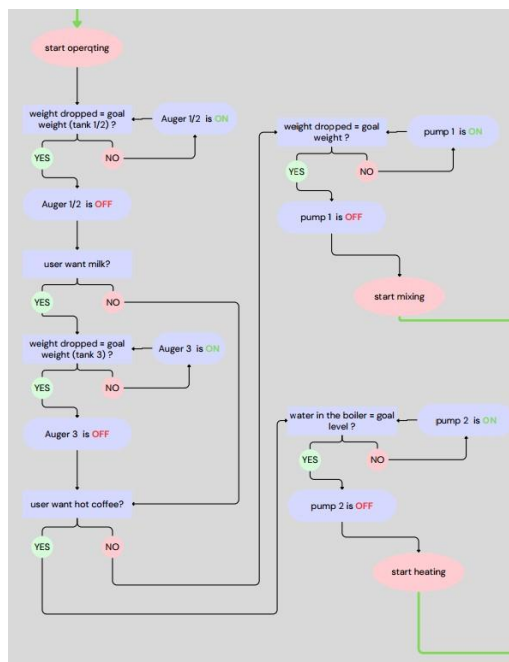 start operqting
weight dropped = goal
weight (tank 1/2) ?
Auger 1/2 is ON
YES
NO
Auger 1/2 is OFF
user want milk?
YES
NO
weight dropped = goal
weight (tank 3) ?
Auger 3 is ON
YES
NO
Auger 3 is OFF
user want hot coffee?
YES
NO
weight dropped = goal
weight ?
pump 1 is ON
YES
NO
pump 1 is OFF
start mixing
water in the boiler = goal
level ?
pump 2 is ON
YES
NO
pump 2 is OFF
start heating